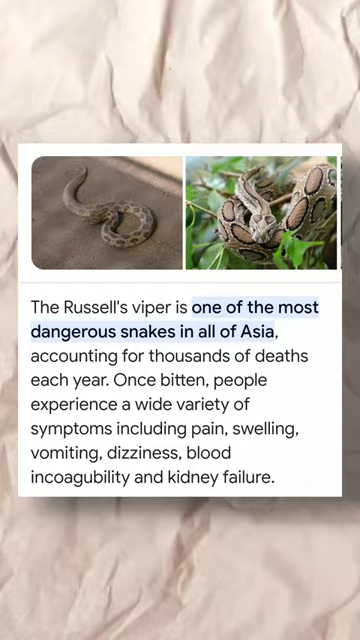 The Russell's viper is one of the most
dangerous snakes in all of Asia,
accounting for thousands of deaths
each year. Once bitten, people
experience a wide variety of
symptoms including pain, swelling,
vomiting, dizziness, blood
incoagubility and kidney failure.